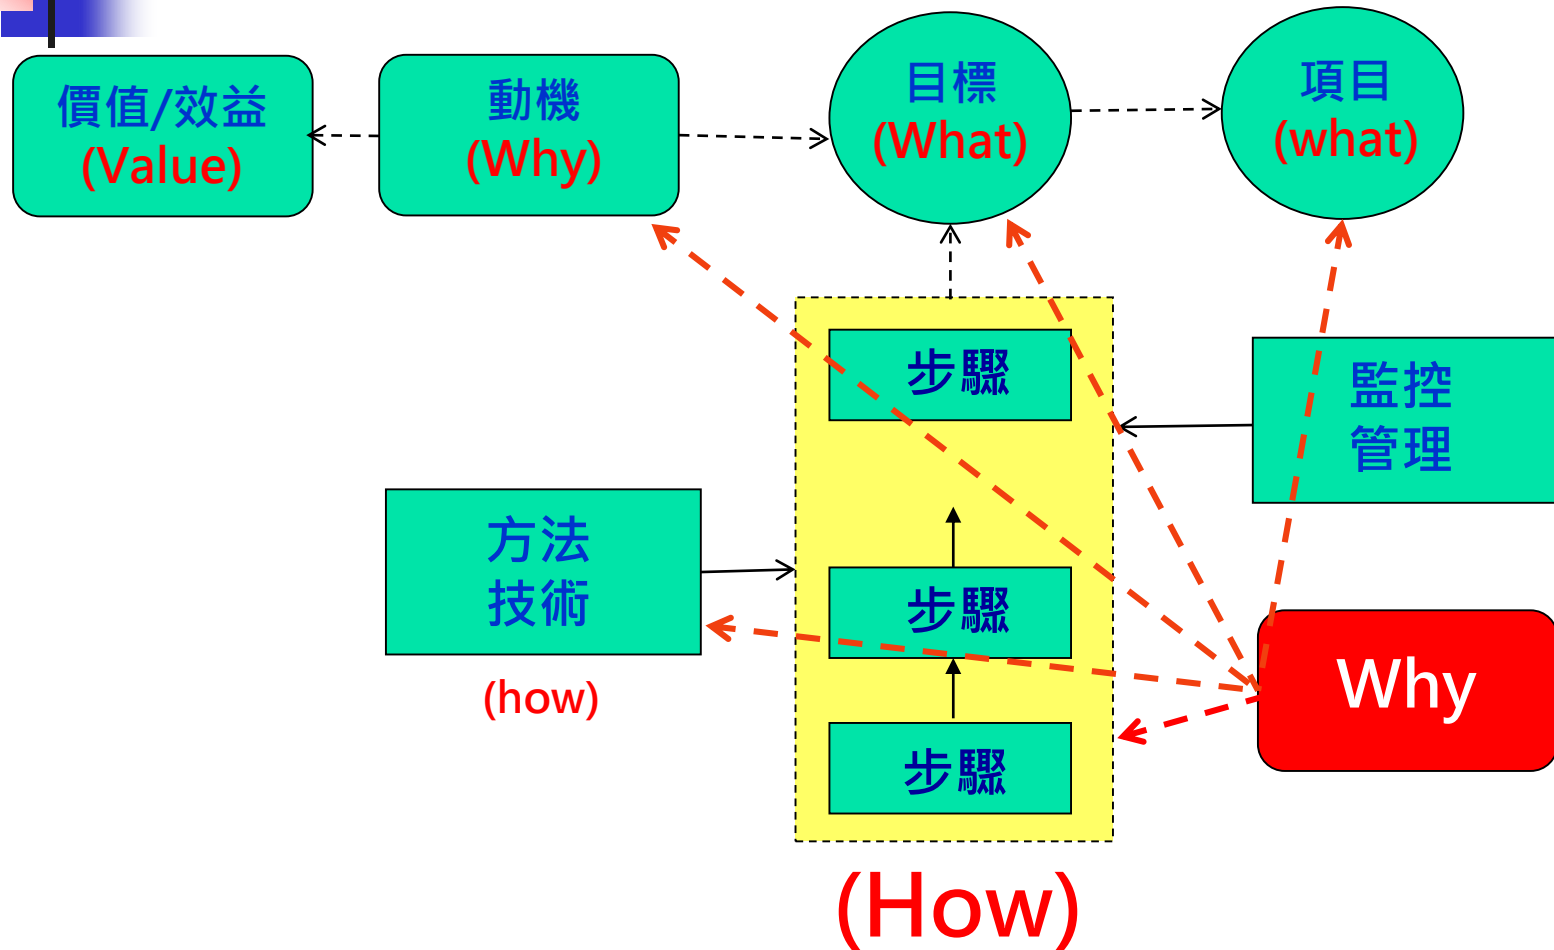 價值/效益
(Value)
動機
(Why)
目標
(What)
項目
(what)
步驟
監控
管理
方法
技術
(how)
步驟
Why
步驟
(How)